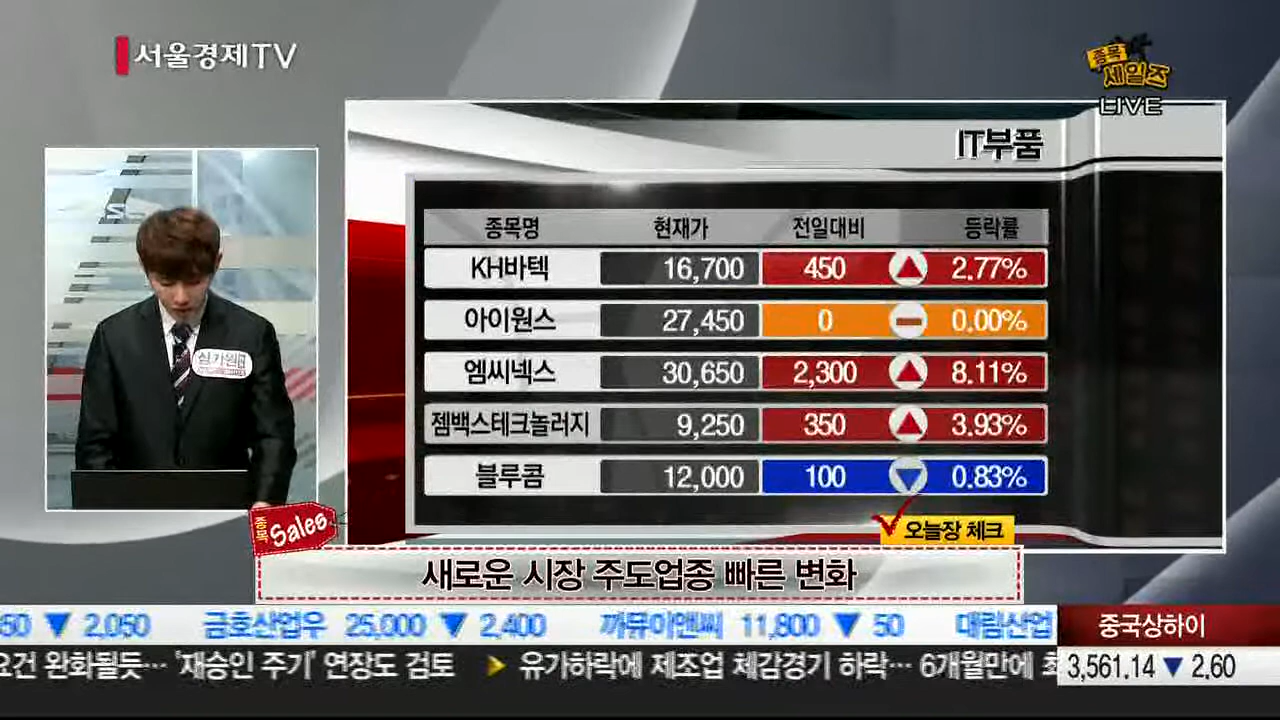 서울경제TV
종목
세일즈
LIVE
IT부품
종목명 현재가 전일대비 등락률
KH바텍 16,700 450 ▲ 2.77%
아이원스 27,450 0 0.00%
엠씨넥스 30,650 2,300 ▲ 8.11%
젬백스테크놀러지 9,250 350 ▲ 3.93%
블루콤 12,000 100 ▼ 0.83%
심기원
종목 Sales
오늘장 체크
새로운 시장 주도업종 빠른 변화
50 ▼ 2,050 금호산업우 25,000 ▼ 2,400 까뮤이앤씨 11,800 ▼ 50 대림산업
중국상하이
요건 완화될듯… '재승인 주기' 연장도 검토 ▶ 유가하락에 제조업 체감경기 하락… 6개월만에
3,561.14 ▼ 2.60